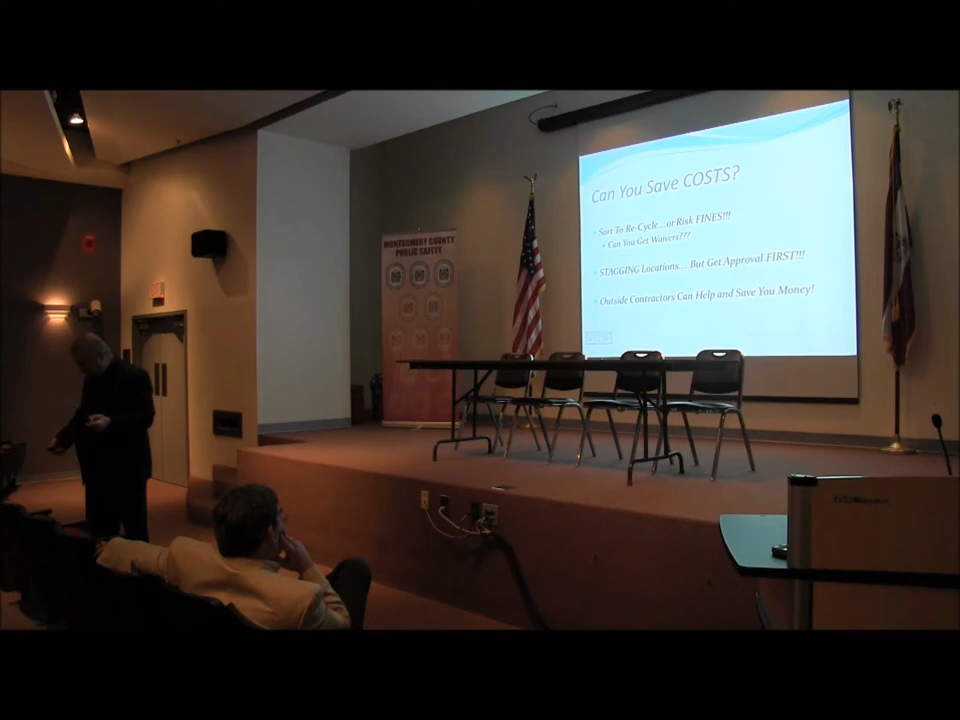 Can You Save COSTS?
Sort To Re-Cycle....or Risk FINES!!!
Can You Get Waivers???
STAGGING Locations.... But Get Approval FIRST!!!
Outside Contractors Can Help and Save You Money!
MONTGOMERY COUNTY
PUBLIC SAFETY
EXIT